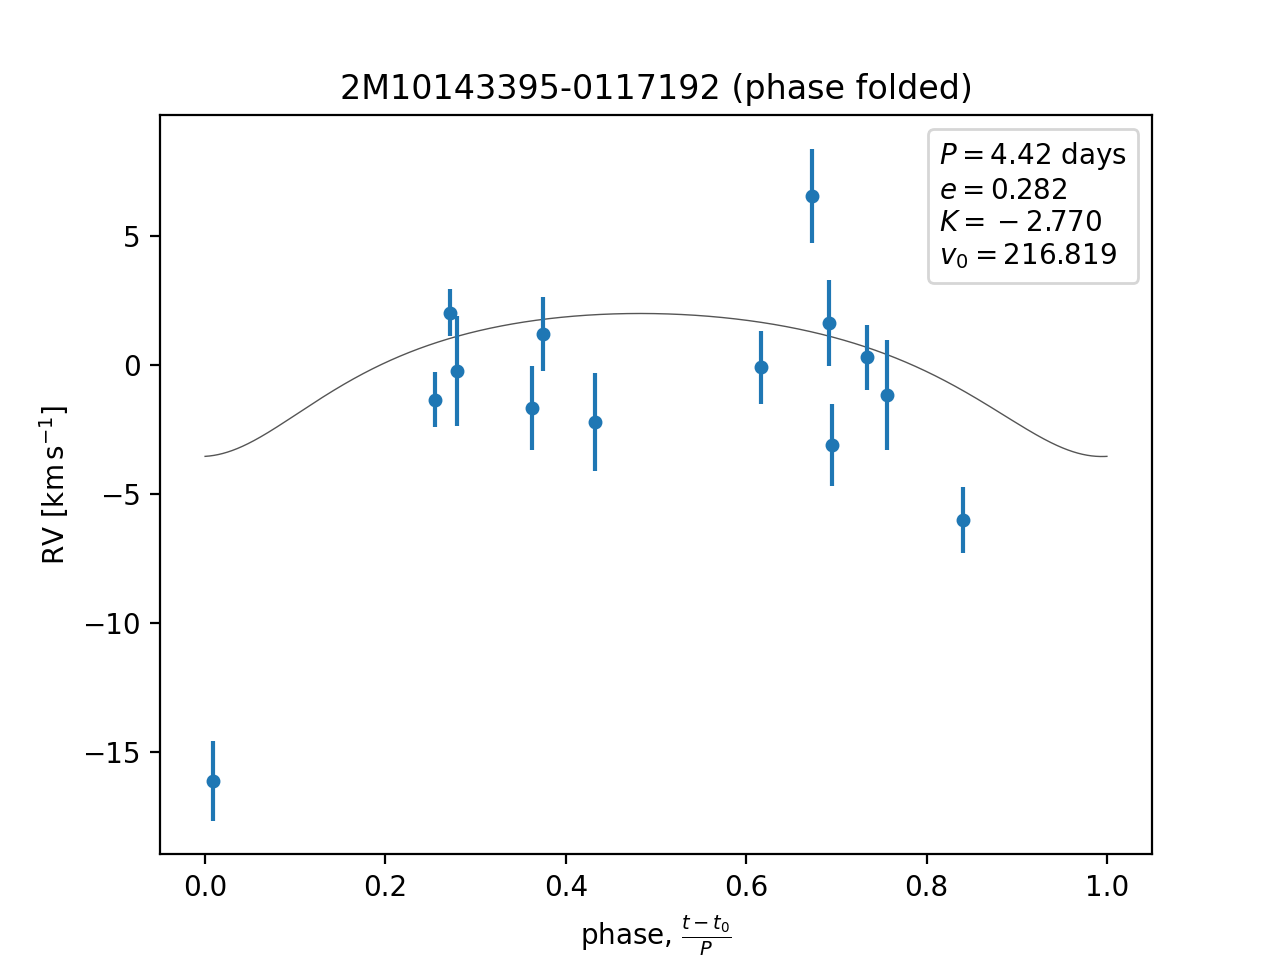 2M10143395-0117192 (phase folded)
P = 4.42 days
e = 0.282
K = −2.770
v₀ = 216.819
5
0
−5
−10
−15
RV [km s⁻¹]
0.0 0.2 0.4 0.6 0.8 1.0
phase, (t − t₀)/P